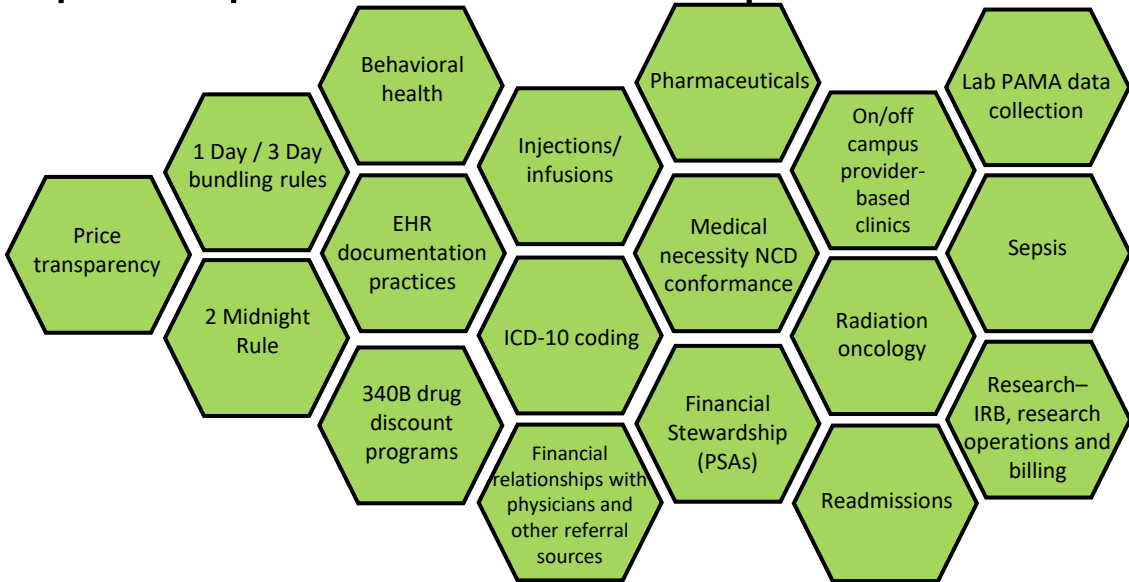 Price
transparency
1 Day / 3 Day
bundling rules
2 Midnight
Rule
Behavioral
health
EHR
documentation
practices
340B drug
discount
programs
Injections/
infusions
ICD-10 coding
Financial
relationships with
physicians and
other referral
sources
Pharmaceuticals
Medical
necessity NCD
conformance
Financial
Stewardship
(PSAs)
On/off
campus
provider-
based
clinics
Radiation
oncology
Readmissions
Lab PAMA data
collection
Sepsis
Research–
IRB, research
operations and
billing